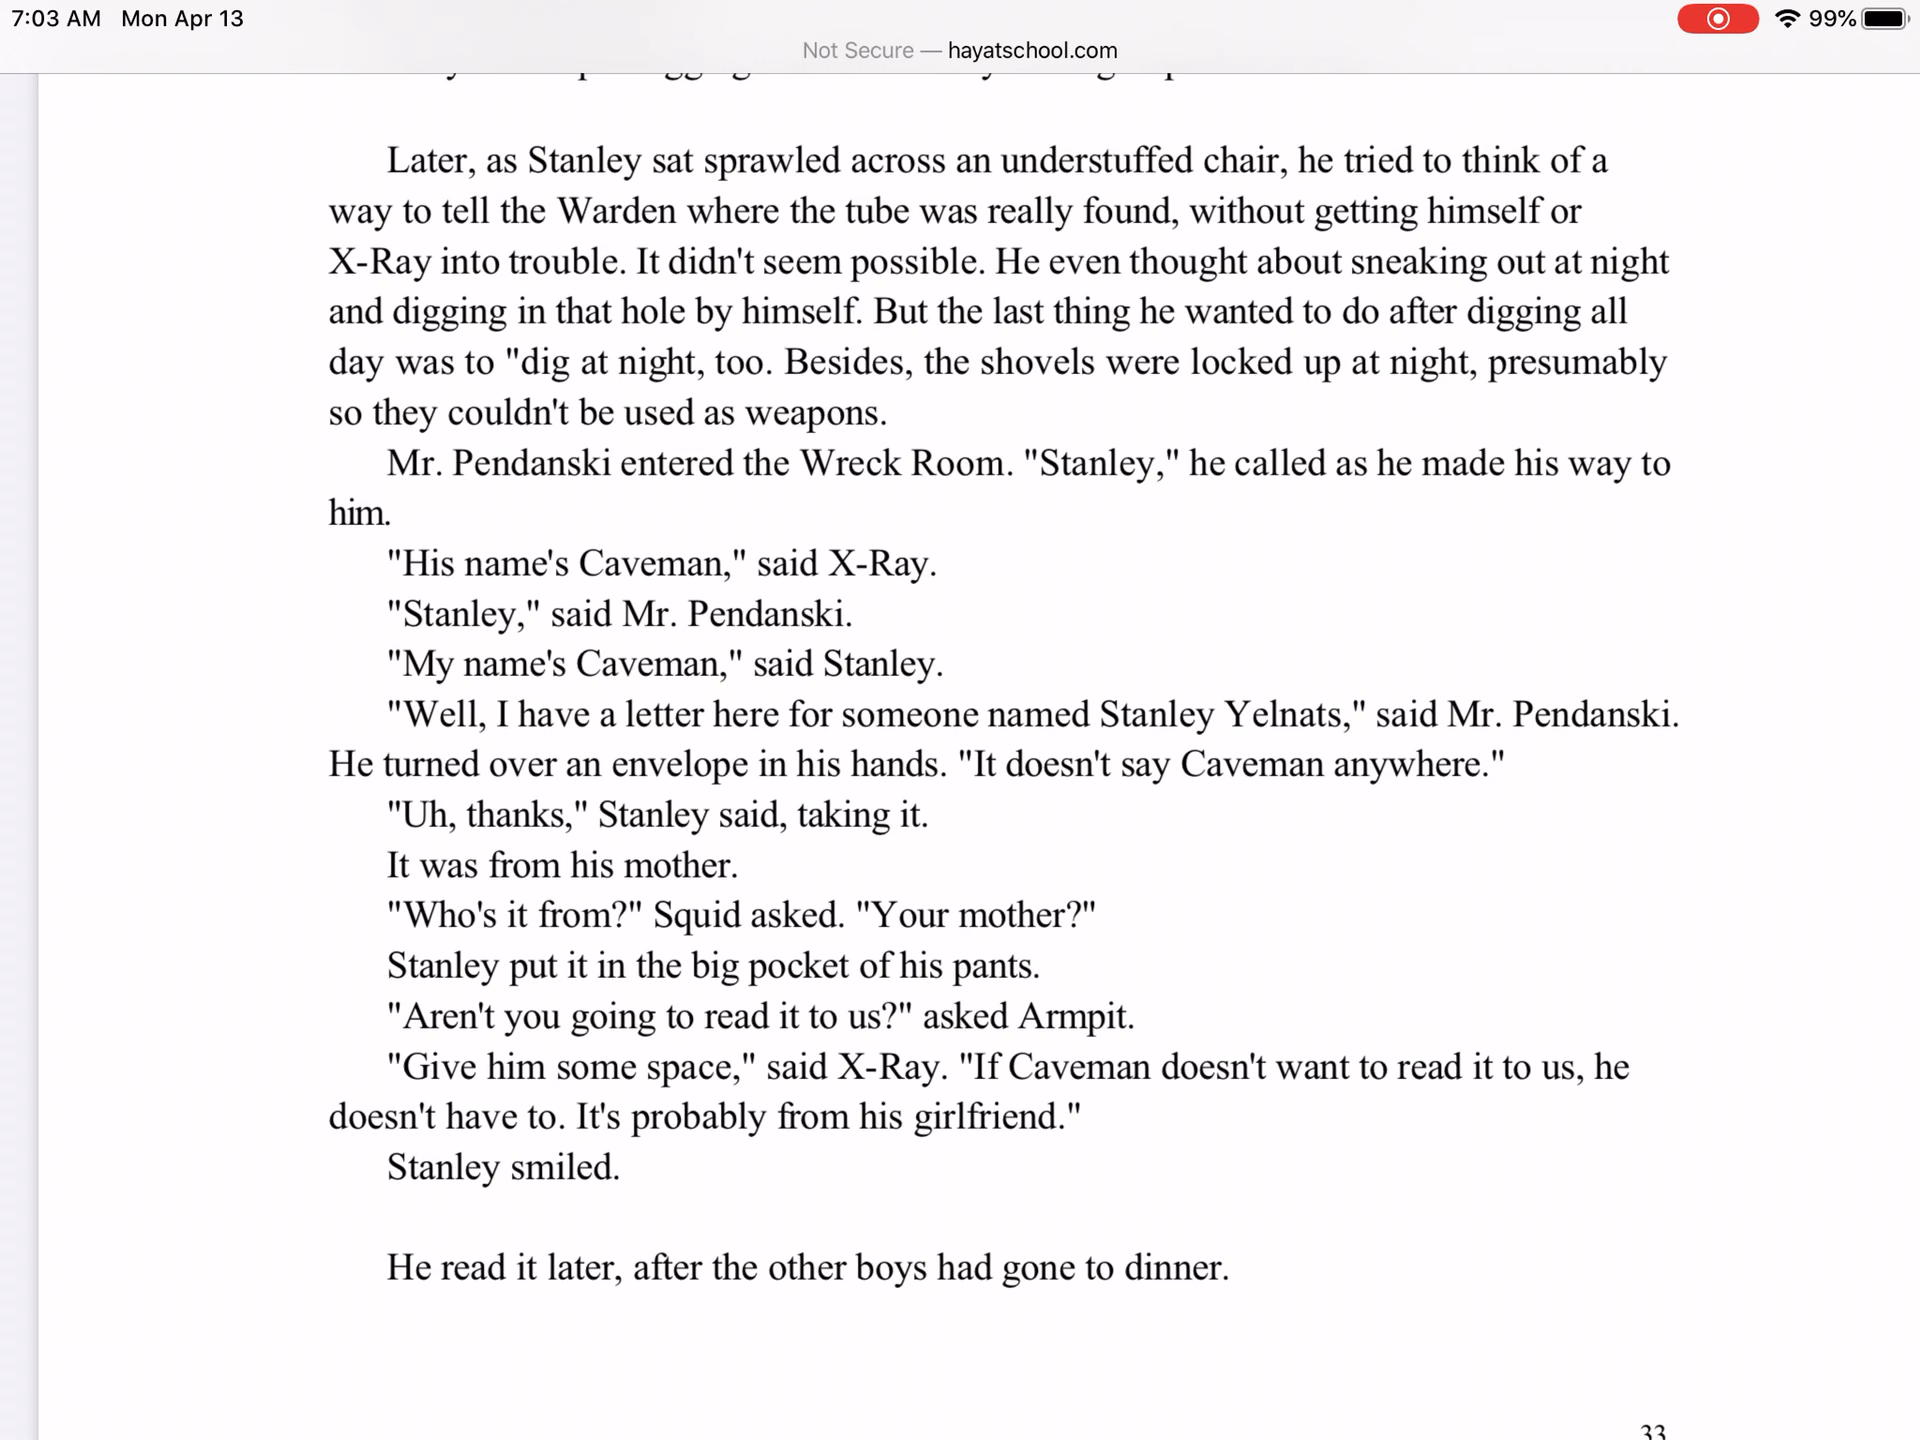 7:03 AM Mon Apr 13
99%
Not Secure — hayatschool.com
Later, as Stanley sat sprawled across an understuffed chair, he tried to think of a
way to tell the Warden where the tube was really found, without getting himself or
X-Ray into trouble. It didn't seem possible. He even thought about sneaking out at night
and digging in that hole by himself. But the last thing he wanted to do after digging all
day was to "dig at night, too. Besides, the shovels were locked up at night, presumably
so they couldn't be used as weapons.
Mr. Pendanski entered the Wreck Room. "Stanley," he called as he made his way to
him.
"His name's Caveman," said X-Ray.
"Stanley," said Mr. Pendanski.
"My name's Caveman," said Stanley.
"Well, I have a letter here for someone named Stanley Yelnats," said Mr. Pendanski.
He turned over an envelope in his hands. "It doesn't say Caveman anywhere."
"Uh, thanks," Stanley said, taking it.
It was from his mother.
"Who's it from?" Squid asked. "Your mother?"
Stanley put it in the big pocket of his pants.
"Aren't you going to read it to us?" asked Armpit.
"Give him some space," said X-Ray. "If Caveman doesn't want to read it to us, he
doesn't have to. It's probably from his girlfriend."
Stanley smiled.
He read it later, after the other boys had gone to dinner.
33